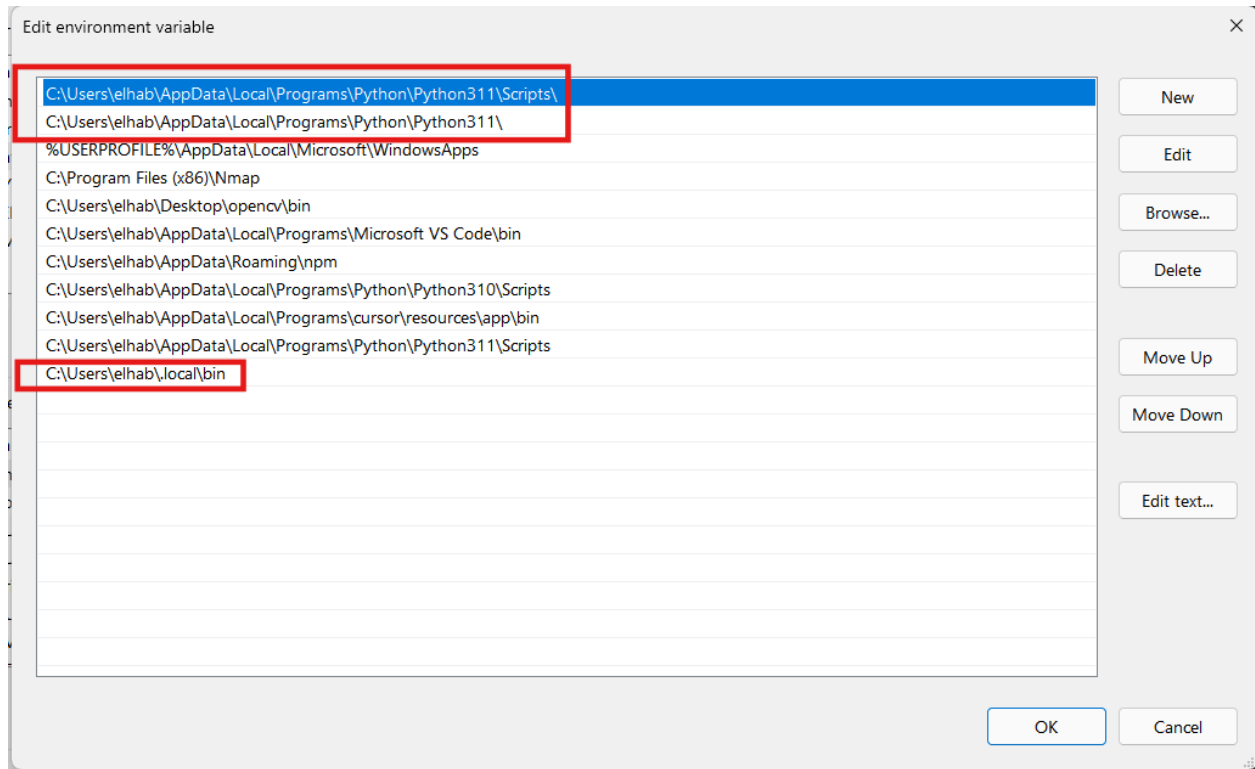 Edit environment variable
C:\Users\elhab\AppData\Local\Programs\Python\Python311\Scripts\
C:\Users\elhab\AppData\Local\Programs\Python\Python311\
%USERPROFILE%\AppData\Local\Microsoft\WindowsApps
C:\Program Files (x86)\Nmap
C:\Users\elhab\Desktop\opencv\bin
C:\Users\elhab\AppData\Local\Programs\Microsoft VS Code\bin
C:\Users\elhab\AppData\Roaming\npm
C:\Users\elhab\AppData\Local\Programs\Python\Python310\Scripts
C:\Users\elhab\AppData\Local\Programs\cursor\resources\app\bin
C:\Users\elhab\AppData\Local\Programs\Python\Python311\Scripts
C:\Users\elhab\.local\bin
New
Edit
Browse...
Delete
Move Up
Move Down
Edit text...
OK
Cancel